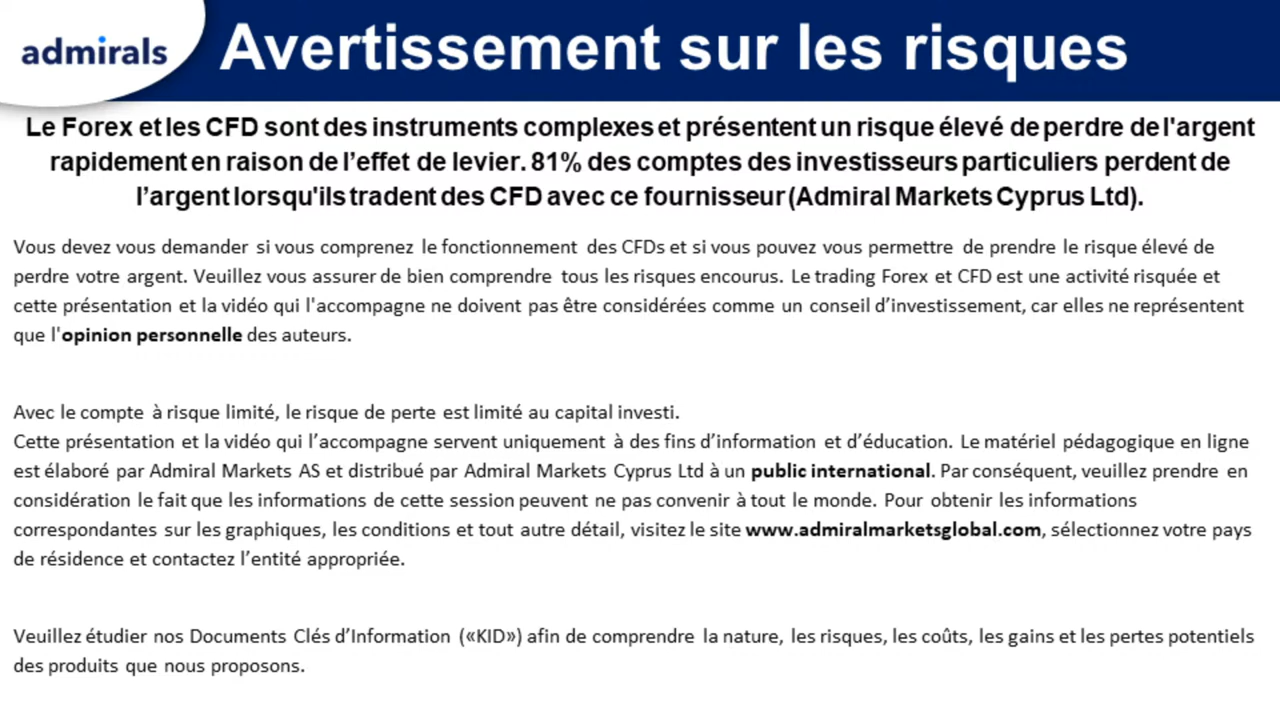 admirals
Avertissement sur les risques
Le Forex et les CFD sont des instruments complexes et présentent un risque élevé de perdre de l'argent
rapidement en raison de l’effet de levier. 81% des comptes des investisseurs particuliers perdent de
l’argent lorsqu'ils tradent des CFD avec ce fournisseur (Admiral Markets Cyprus Ltd).
Vous devez vous demander si vous comprenez le fonctionnement des CFDs et si vous pouvez vous permettre de prendre le risque élevé de
perdre votre argent. Veuillez vous assurer de bien comprendre tous les risques encourus. Le trading Forex et CFD est une activité risquée et
cette présentation et la vidéo qui l'accompagne ne doivent pas être considérées comme un conseil d’investissement, car elles ne représentent
que l'opinion personnelle des auteurs.
Avec le compte à risque limité, le risque de perte est limité au capital investi.
Cette présentation et la vidéo qui l’accompagne servent uniquement à des fins d’information et d’éducation. Le matériel pédagogique en ligne
est élaboré par Admiral Markets AS et distribué par Admiral Markets Cyprus Ltd à un public international. Par conséquent, veuillez prendre en
considération le fait que les informations de cette session peuvent ne pas convenir à tout le monde. Pour obtenir les informations
correspondantes sur les graphiques, les conditions et tout autre détail, visitez le site www.admiralmarketsglobal.com, sélectionnez votre pays
de résidence et contactez l’entité appropriée.
Veuillez étudier nos Documents Clés d’Information («KID») afin de comprendre la nature, les risques, les coûts, les gains et les pertes potentiels
des produits que nous proposons.